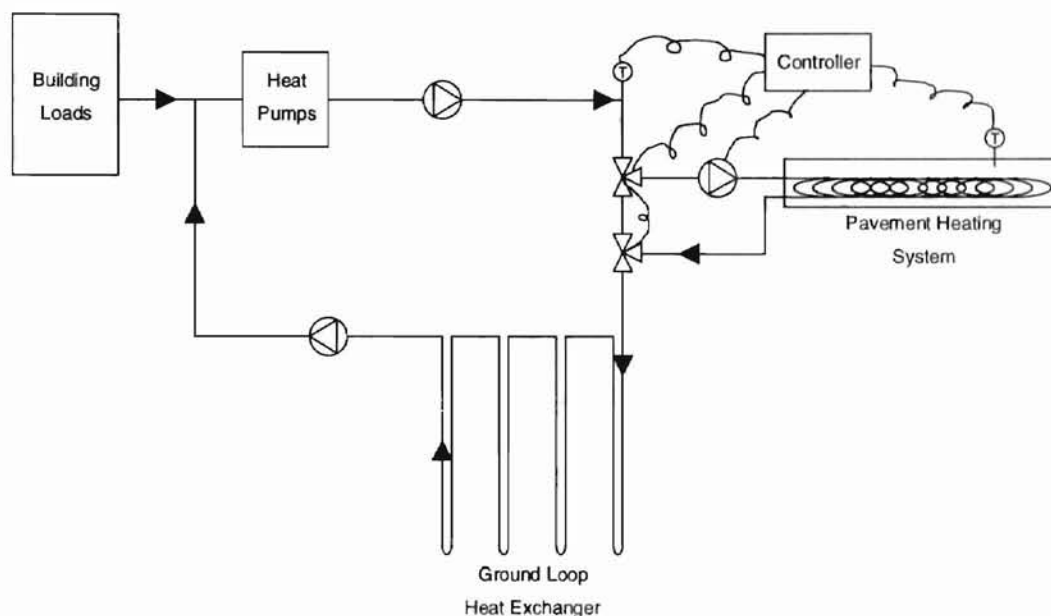 Building
Loads
Heat
Pumps
T
Controller
T
Pavement Heating
System
Ground Loop
Heat Exchanger